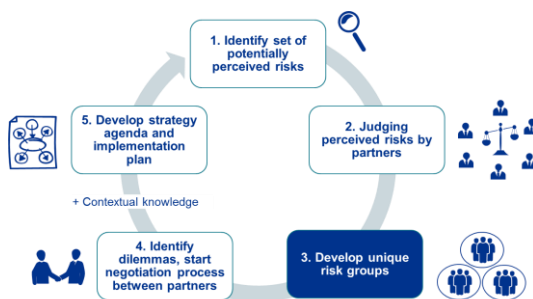 1. Identify set of
potentially
perceived risks
2. Judging
perceived risks by
partners
3. Develop unique
risk groups
4. Identify
dilemmas, start
negotiation process
between partners
+ Contextual knowledge
5. Develop strategy
agenda and
implementation
plan